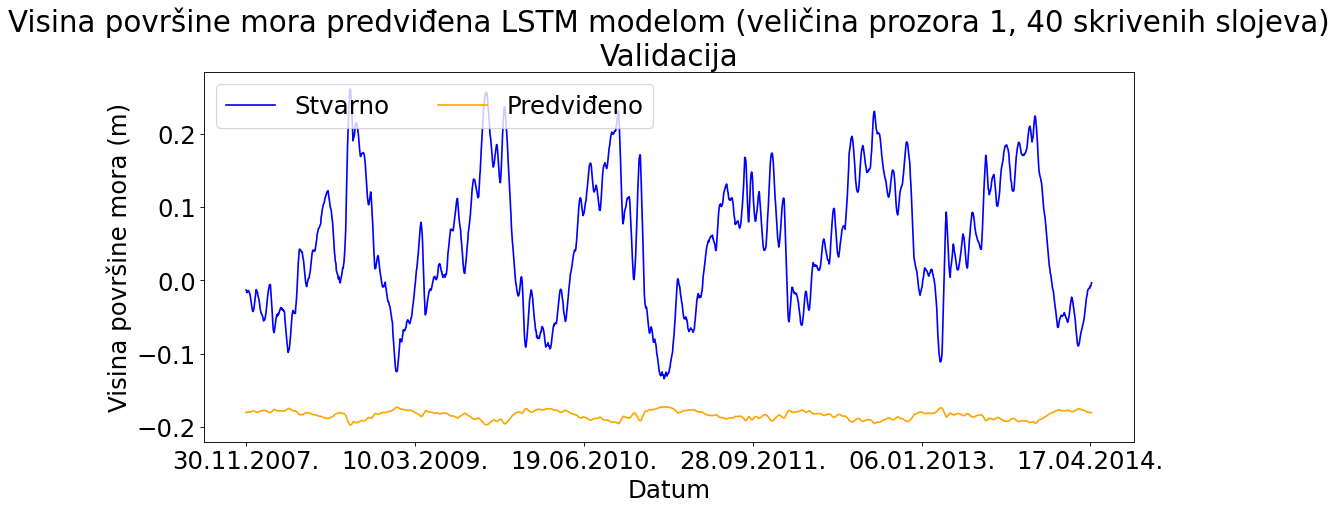 Visina površine mora predviđena LSTM modelom (veličina prozora 1, 40 skrivenih slojeva)
Validacija
Stvarno
Predviđeno
Visina površine mora (m)
0.2
0.1
0.0
−0.1
−0.2
30.11.2007.
10.03.2009.
19.06.2010.
28.09.2011.
06.01.2013.
17.04.2014.
Datum